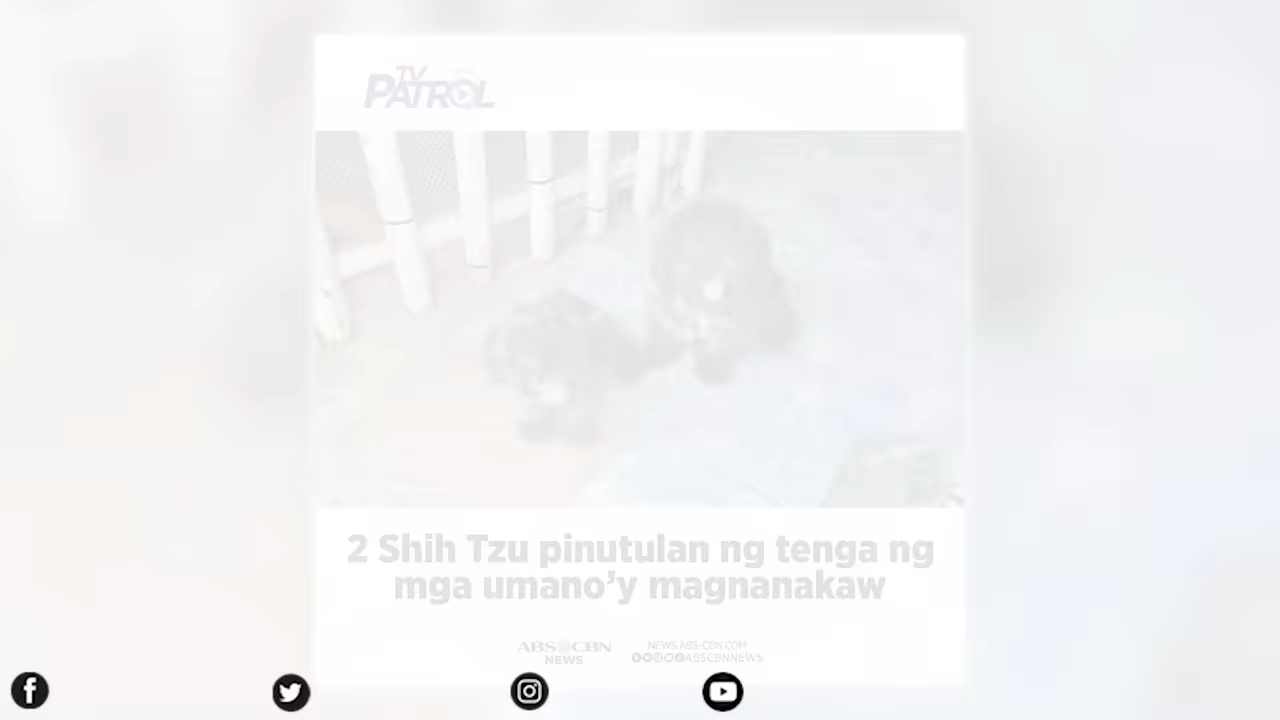 TV
PATROL
2 Shih Tzu pinutulan ng tenga ng
mga umano'y magnanakaw
ABS CBN
NEWS
NEWS.ABS-CBN.COM
ABSCBNNEWS